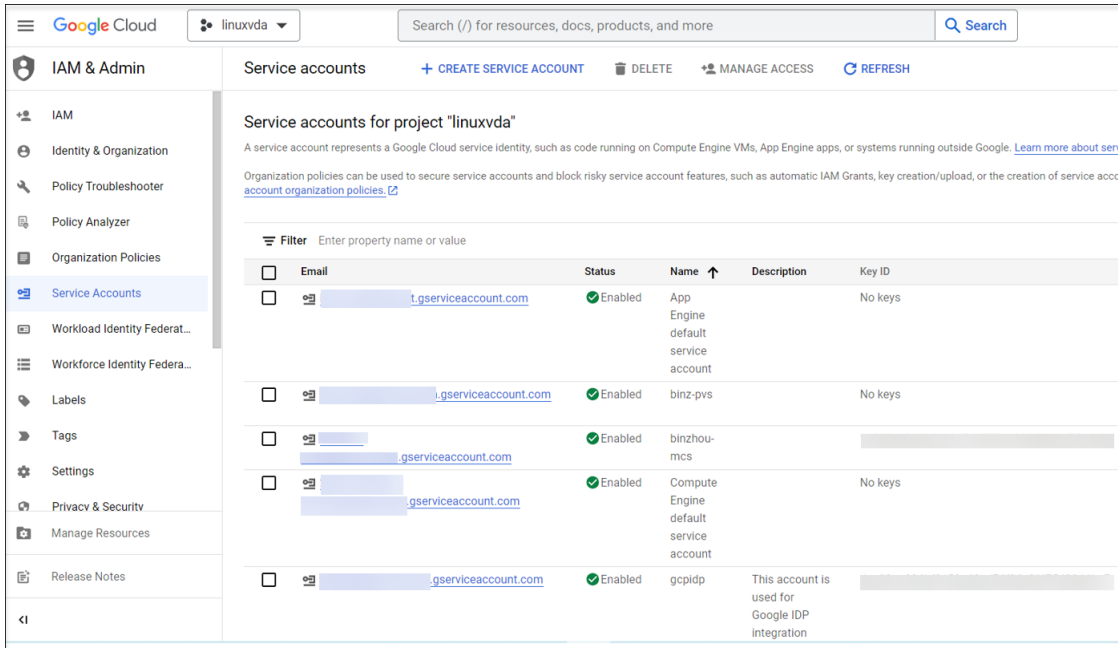 Google Cloud
linuxvda
Search (/) for resources, docs, products, and more
Search
IAM & Admin
Service accounts
+ CREATE SERVICE ACCOUNT
DELETE
MANAGE ACCESS
REFRESH
IAM
Identity & Organization
Policy Troubleshooter
Policy Analyzer
Organization Policies
Service Accounts
Workload Identity Federat...
Workforce Identity Federa...
Labels
Tags
Settings
Privacy & Security
Manage Resources
Release Notes
Service accounts for project "linuxvda"
A service account represents a Google Cloud service identity, such as code running on Compute Engine VMs, App Engine apps, or systems running outside Google. Learn more about ser
Organization policies can be used to secure service accounts and block risky service account features, such as automatic IAM Grants, key creation/upload, or the creation of service acco
account organization policies.
Filter Enter property name or value
Email Status Name Description Key ID
t.gserviceaccount.com Enabled App No keys
Engine
default
service
account
.gserviceaccount.com Enabled binz-pvs No keys
Enabled binzhou-
.gserviceaccount.com mcs
Enabled Compute No keys
.gserviceaccount.com Engine
default
service
account
.gserviceaccount.com Enabled gcpidp This account is
used for
Google IDP
integration